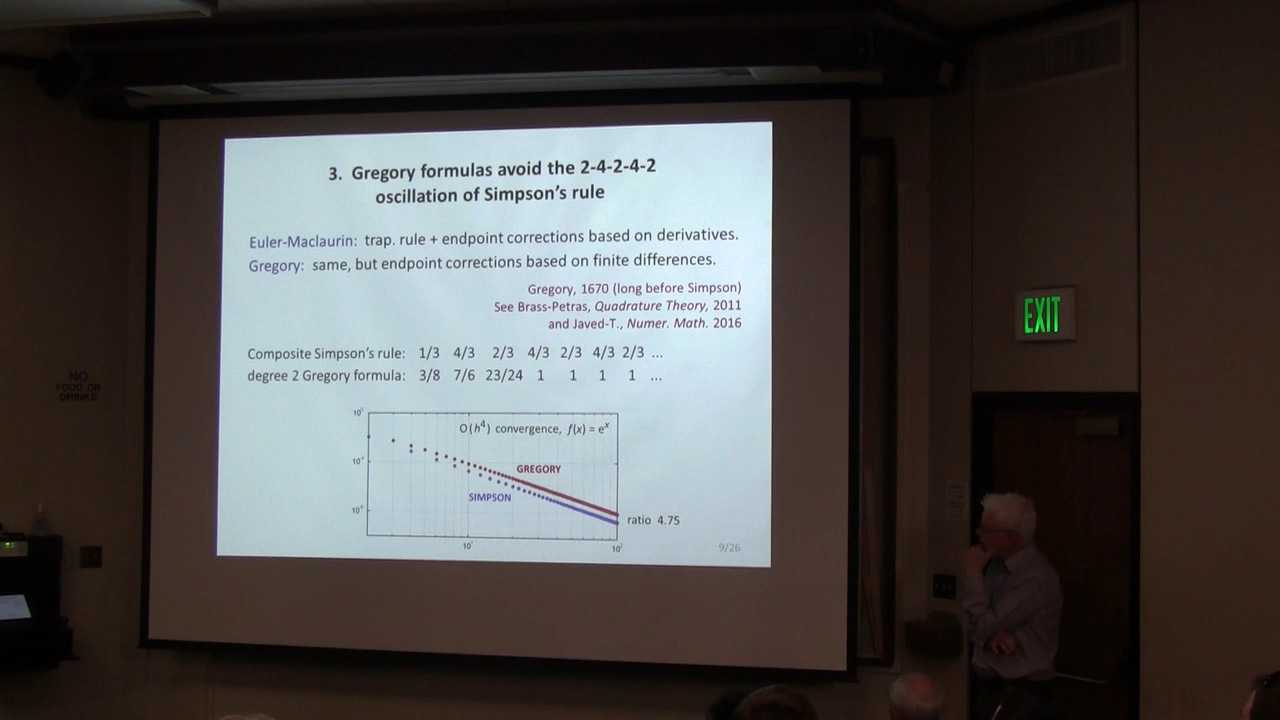 3. Gregory formulas avoid the 2-4-2-4-2
oscillation of Simpson's rule
Euler-Maclaurin: trap. rule + endpoint corrections based on derivatives.
Gregory: same, but endpoint corrections based on finite differences.
Gregory, 1670 (long before Simpson)
See Brass-Petras, Quadrature Theory, 2011
and Javed-T., Numer. Math. 2016
Composite Simpson's rule: 1/3 4/3 2/3 4/3 2/3 4/3 2/3 ...
degree 2 Gregory formula: 3/8 7/6 23/24 1 1 1 1 ...
O(h⁴) convergence, f(x) = eˣ
GREGORY
SIMPSON
ratio 4.75
9/26
EXIT
NO
FOOD OR
DRINKS